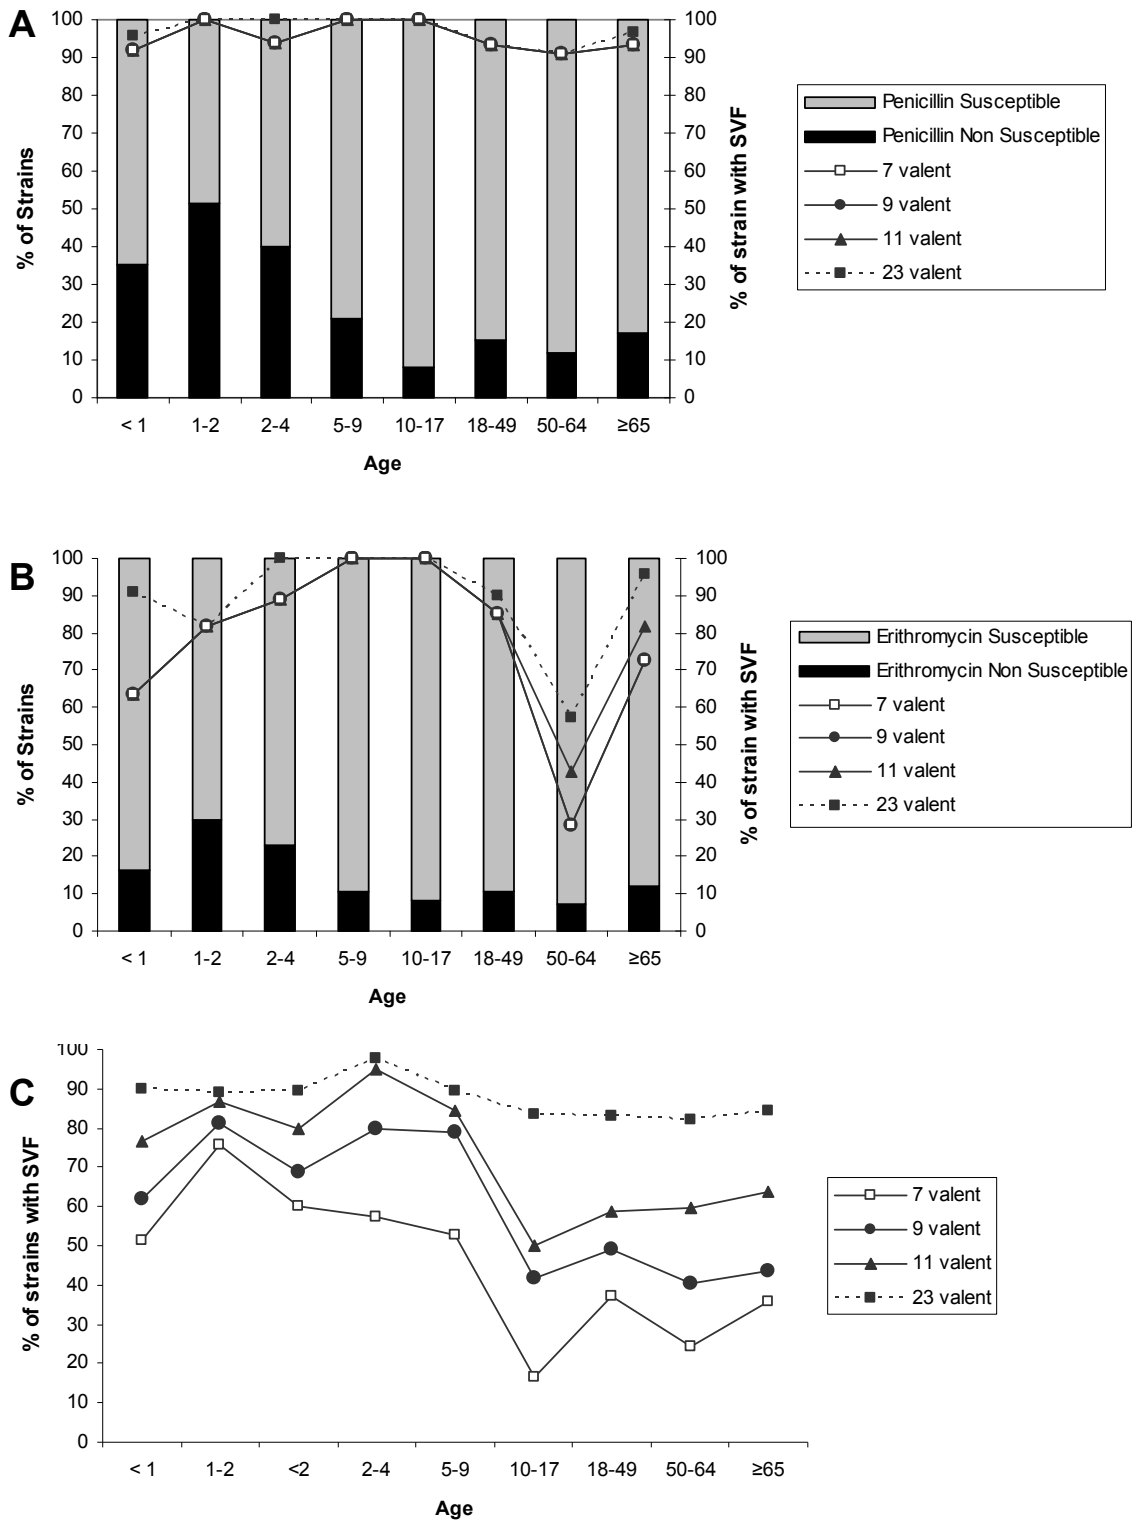 A
100
90
80
70
60
50
40
30
20
10
0
% of Strains
100
90
80
70
60
50
40
30
20
10
0
% of strain with SVF
< 1 1-2 2-4 5-9 10-17 18-49 50-64 ≥65
Age
Penicillin Susceptible
Penicillin Non Susceptible
7 valent
9 valent
11 valent
23 valent
B
100
90
80
70
60
50
40
30
20
10
0
% of Strains
100
90
80
70
60
50
40
30
20
10
0
% of strain with SVF
< 1 1-2 2-4 5-9 10-17 18-49 50-64 ≥65
Age
Erithromycin Susceptible
Erithromycin Non Susceptible
7 valent
9 valent
11 valent
23 valent
C
100
90
80
70
60
50
40
30
20
10
0
% of strains with SVF
< 1 1-2 <2 2-4 5-9 10-17 18-49 50-64 ≥65
Age
7 valent
9 valent
11 valent
23 valent